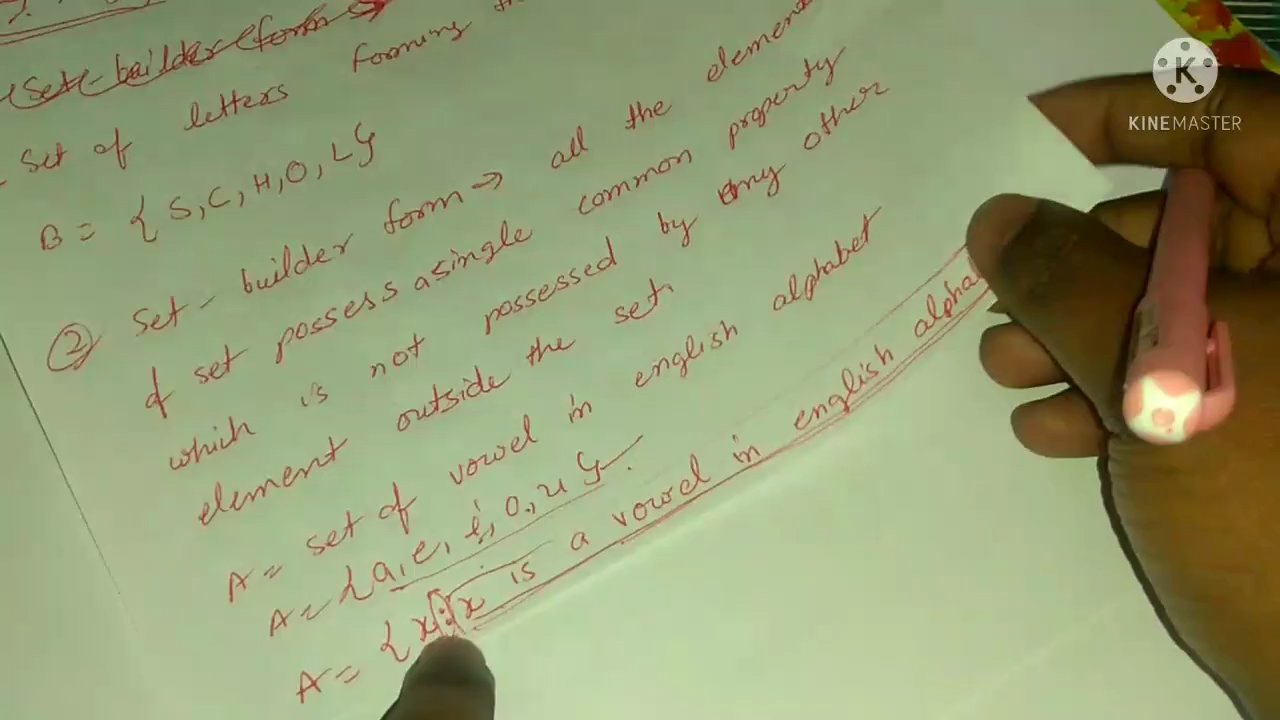 Set-builder form
Set of letters forming
B = { S, C, H, O, L }
② Set-builder form → all the element
of set possess a single common property
which is not possessed by any other
element outside the set.
A = set of vowel in english alphabet
A = { a, e, i, o, u }.
A = { x : x is a vowel in english alpha
K
KINEMASTER